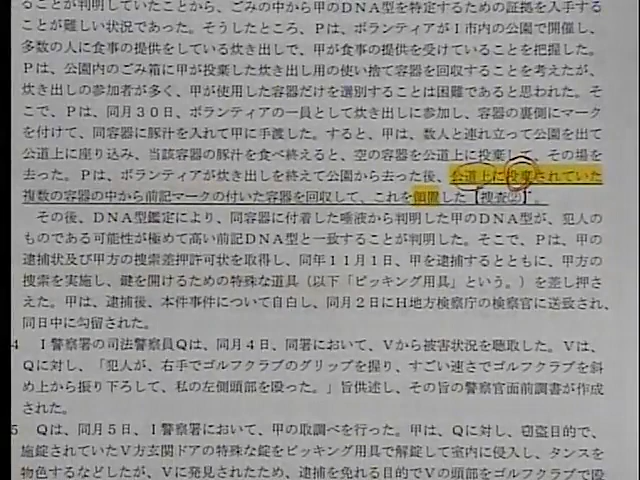 ることが判明していたことから、ごみの中から甲のＤＮＡ型を特定するための証拠を入手する
ことが難しい状況であった。そうしたところ、Ｐは、ボランティアがＩ市内の公園で開催し、
多数の人に食事の提供をしている炊き出しで、甲が食事の提供を受けていることを把握した。
Ｐは、公園内のごみ箱に甲が投棄した炊き出し用の使い捨て容器を回収することを考えたが、
炊き出しの参加者が多く、甲が使用した容器だけを選別することは困難であると思われた。そ
こで、Ｐは、同月３０日、ボランティアの一員として炊き出しに参加し、容器の裏側にマーク
を付けて、同容器に豚汁を入れて甲に手渡した。すると、甲は、数人と連れ立って公園を出て
公道上に座り込み、当該容器の豚汁を食べ終えると、空の容器を公道上に投棄して、その場を
去った。Ｐは、ボランティアが炊き出しを終えて公園から去った後、公道上に投棄されていた
複数の容器の中から前記マークの付いた容器を回収して、これを領置した【捜査②】。
その後、ＤＮＡ型鑑定により、同容器に付着した唾液から判明した甲のＤＮＡ型が、犯人の
ものである可能性が極めて高い前記ＤＮＡ型と一致することが判明した。そこで、Ｐは、甲の
逮捕状及び甲方の捜索差押許可状を取得し、同年１１月１日、甲を逮捕するとともに、甲方の
捜索を実施し、鍵を開けるための特殊な道具（以下「ピッキング用具」という。）を差し押さ
えた。甲は、逮捕後、本件事件について自白し、同月２日にＨ地方検察庁の検察官に送致され、
同日中に勾留された。
4 Ｉ警察署の司法警察員Ｑは、同月４日、同署において、Ｖから被害状況を聴取した。Ｖは、
Ｑに対し、「犯人が、右手でゴルフクラブのグリップを握り、すごい速さでゴルフクラブを斜
め上から振り下ろして、私の左側頭部を殴った。」旨供述し、その旨の警察官面前調書が作成
された。
5 Ｑは、同月５日、Ｉ警察署において、甲の取調べを行った。甲は、Ｑに対し、窃盗目的で、
施錠されていたＶ方玄関ドアの特殊な錠をピッキング用具で解錠して室内に侵入し、タンスを
物色するなどしたが、Ｖに発見されたため、逮捕を免れる目的でＶの頭部をゴルフクラブで殴